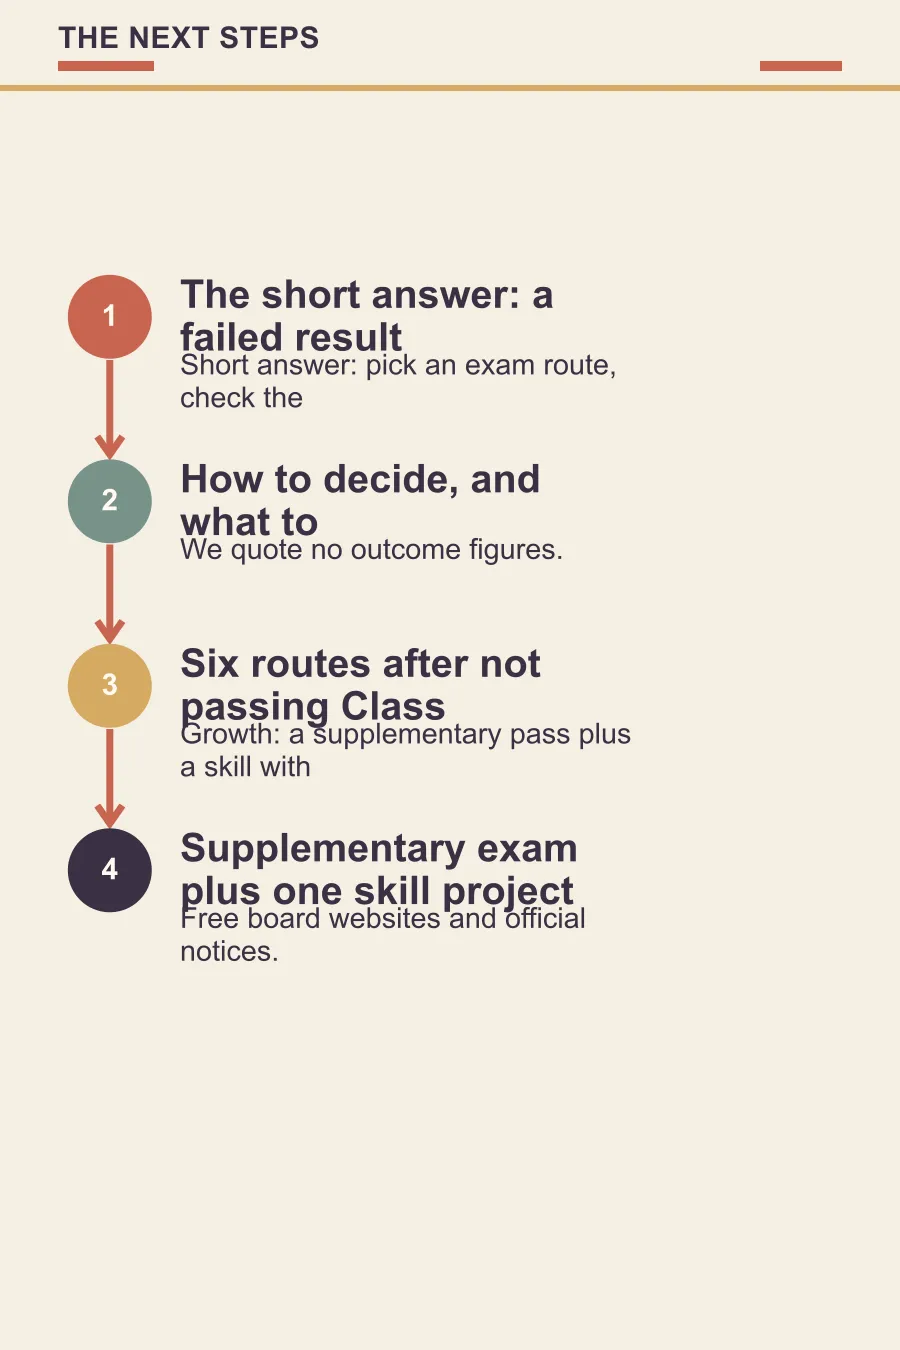 THE NEXT STEPS
1
The short answer: a
failed result
Short answer: pick an exam route,
check the
2
How to decide, and
what to
We quote no outcome figures.
3
Six routes after not
passing Class
Growth: a supplementary pass plus
a skill with
4
Supplementary exam
plus one skill project
Free board websites and official
notices.